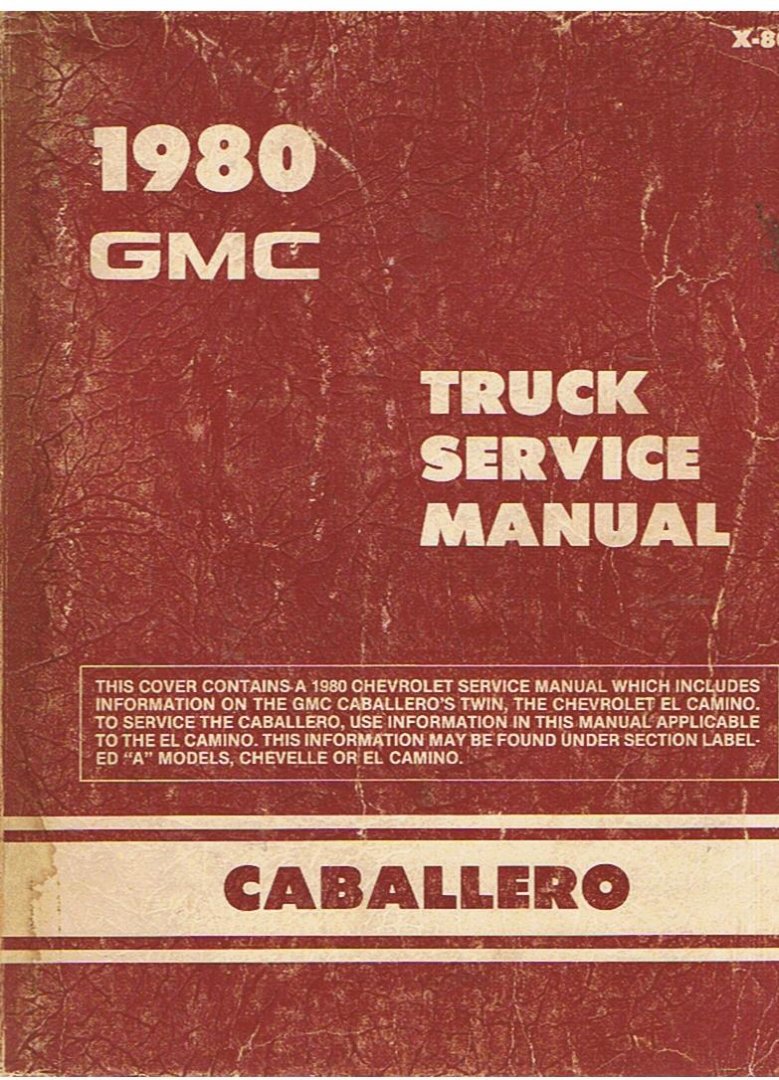 1980
GMC
TRUCK
SERVICE
MANUAL
THIS COVER CONTAINS A 1980 CHEVROLET SERVICE MANUAL WHICH INCLUDES
INFORMATION ON THE GMC CABALLERO'S TWIN, THE CHEVROLET EL CAMINO.
TO SERVICE THE CABALLERO, USE INFORMATION IN THIS MANUAL APPLICABLE
TO THE EL CAMINO. THIS INFORMATION MAY BE FOUND UNDER SECTION LABEL-
ED “A” MODELS, CHEVELLE OR EL CAMINO.
CABALLERO